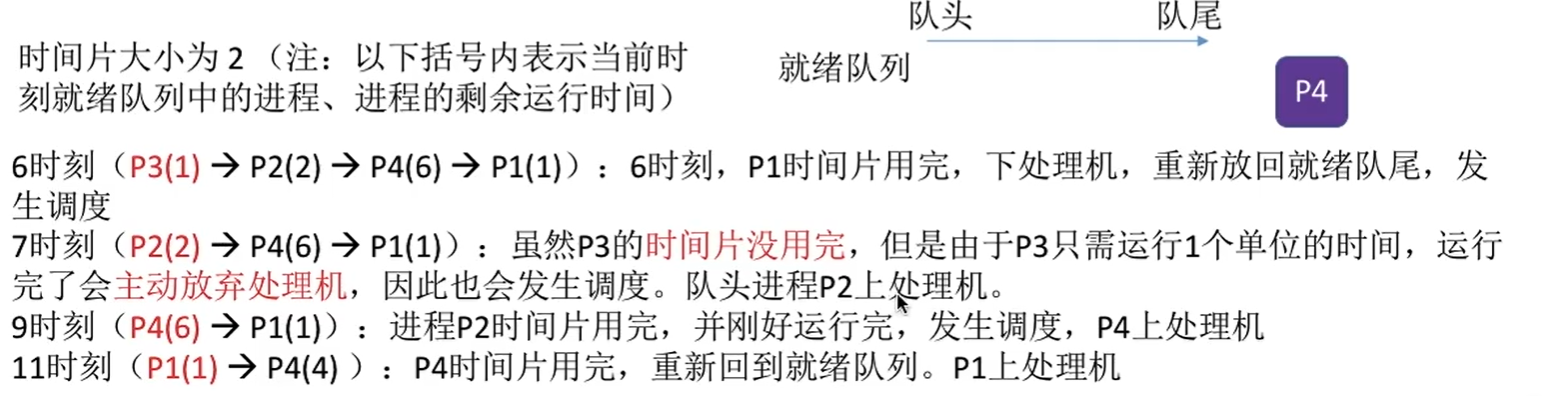 队头 队尾
时间片大小为 2 （注：以下括号内表示当前时
刻就绪队列中的进程、进程的剩余运行时间）
就绪队列
P4
6时刻（P3(1) → P2(2) → P4(6) → P1(1)）：6时刻，P1时间片用完，下处理机，重新放回就绪队尾，发
生调度
7时刻（P2(2) → P4(6) → P1(1)）：虽然P3的时间片没用完，但是由于P3只需运行1个单位的时间，运行
完了会主动放弃处理机，因此也会发生调度。队头进程P2上处理机。
9时刻（P4(6) → P1(1)）：进程P2时间片用完，并刚好运行完，发生调度，P4上处理机
11时刻（P1(1) → P4(4) ）：P4时间片用完，重新回到就绪队列。P1上处理机